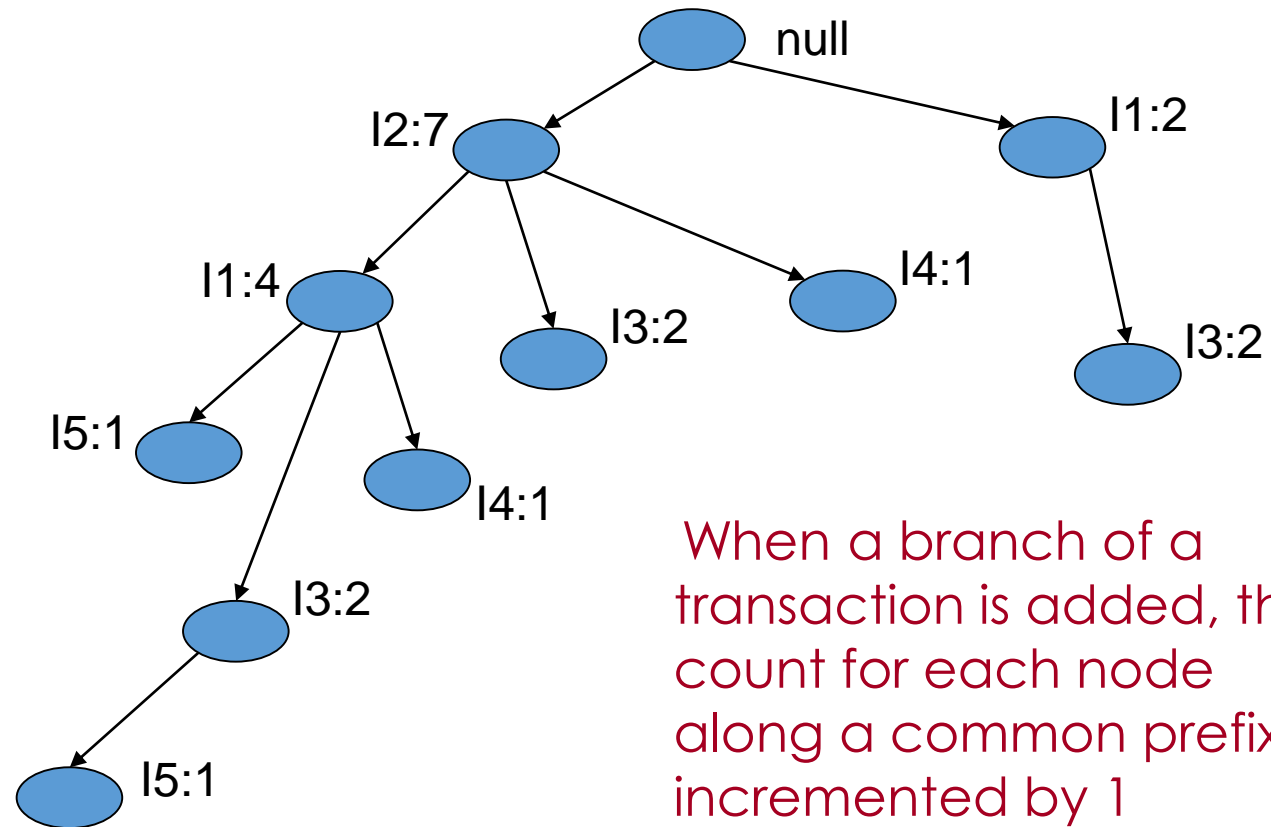 null
I2:7
I1:2
I1:4
I4:1
I3:2
I3:2
I5:1
I4:1
I3:2
I5:1
When a branch of a
transaction is added, th
count for each node
along a common prefix
incremented by 1